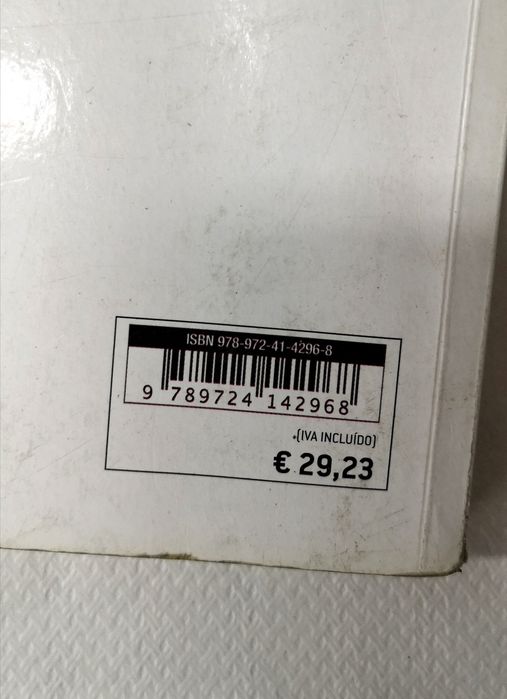 ISBN 978-972-41-4296-8
9 789724 142968
.(IVA INCLUÍDO)
€ 29,23